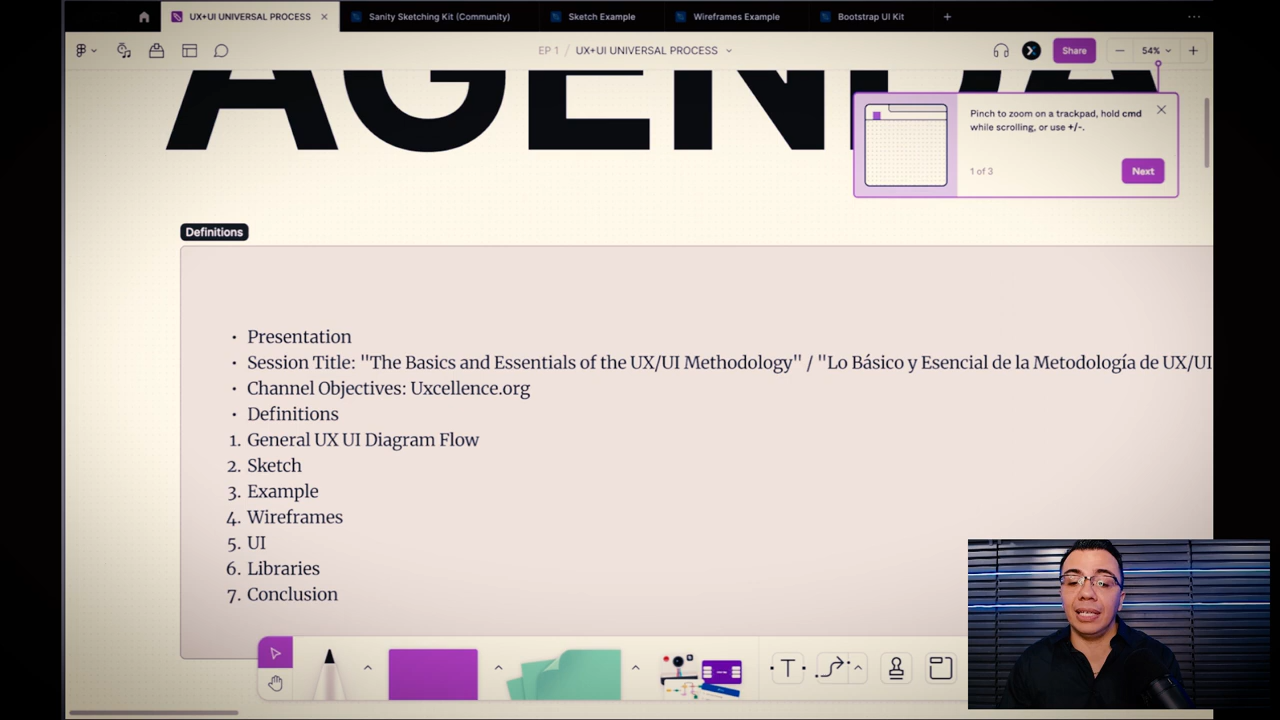 UX+UI UNIVERSAL PROCESS
Sanity Sketching Kit (Community)
Sketch Example
Wireframes Example
Bootstrap UI Kit
EP 1 / UX+UI UNIVERSAL PROCESS
Share
54%
AGENDA
Pinch to zoom on a trackpad, hold cmd
while scrolling, or use +/-.
1 of 3
Next
Definitions
• Presentation
• Session Title: "The Basics and Essentials of the UX/UI Methodology" / "Lo Básico y Esencial de la Metodología de UX/UI
• Channel Objectives: Uxcellence.org
• Definitions
1. General UX UI Diagram Flow
2. Sketch
3. Example
4. Wireframes
5. UI
6. Libraries
7. Conclusion